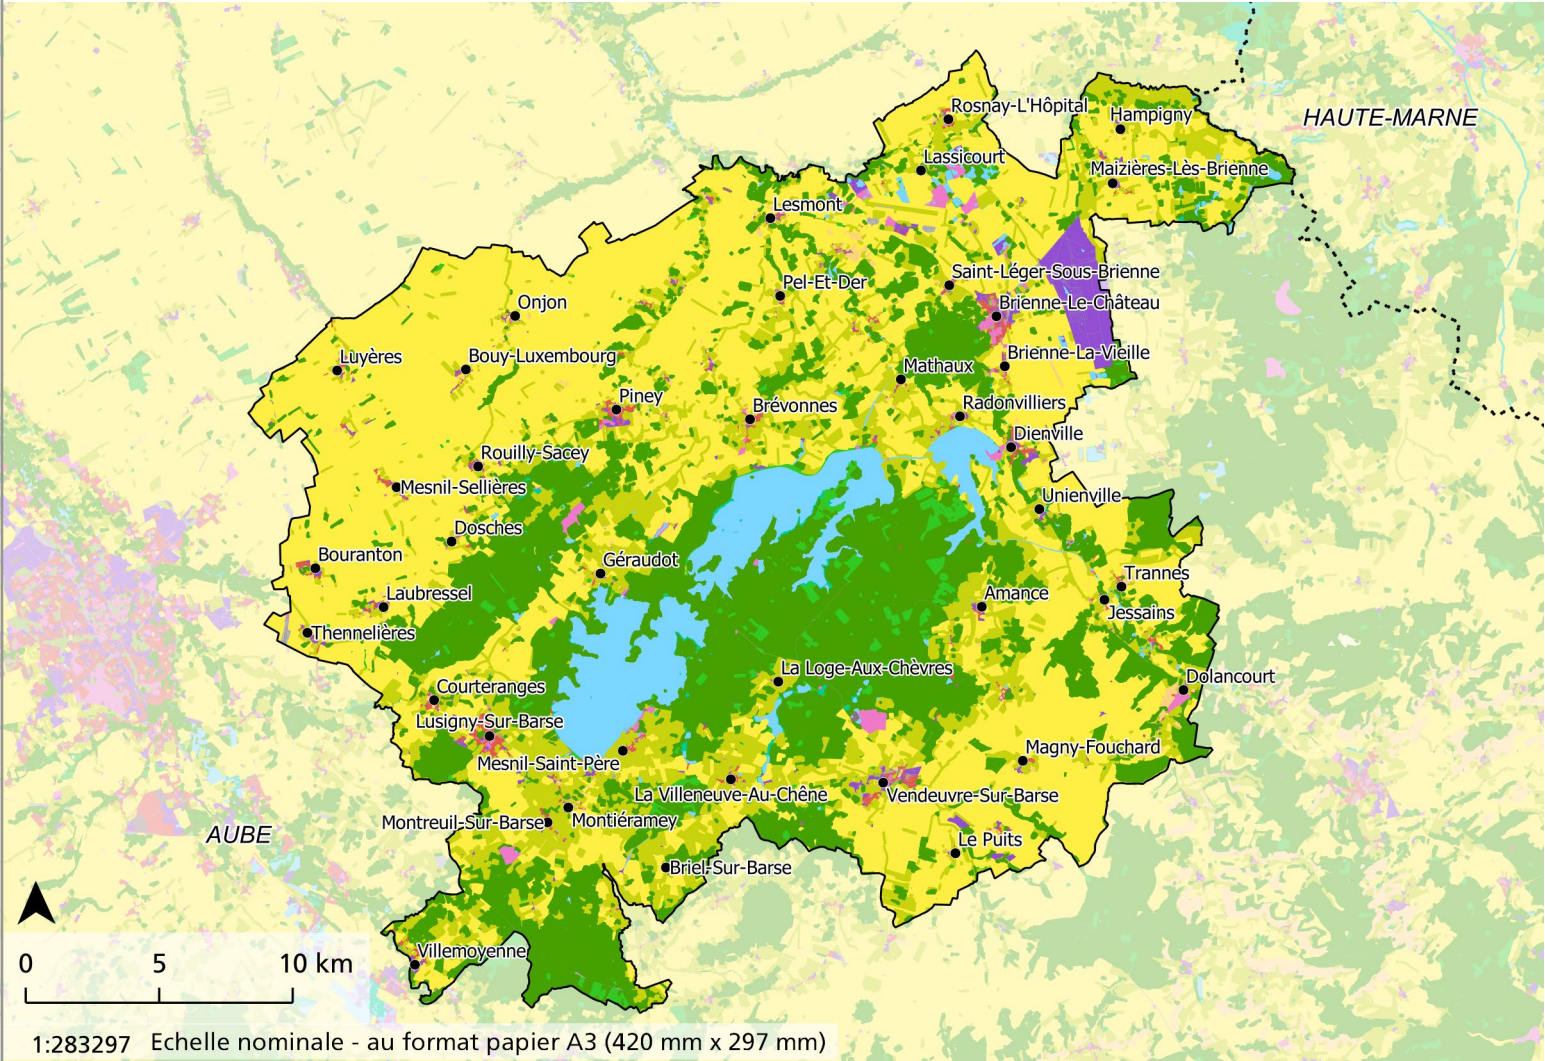 Rosnay-L'Hôpital
Hampigny
HAUTE-MARNE
Lassicourt
Maizières-Lès-Brienne
Lesmont
Saint-Léger-Sous-Brienne
Pel-Et-Der
Onjon
Brienne-Le-Château
Luyères
Bouy-Luxembourg
Brienne-La-Vieille
Mathaux
Piney
Brévonnes
Radonvilliers
Dienville
Rouilly-Sacey
Mesnil-Sellières
Unienville
Dosches
Bouranton
Géraudot
Trannes
Laubressel
Amance
Jessains
Thennelières
La Loge-Aux-Chèvres
Dolancourt
Courteranges
Lusigny-Sur-Barse
Magny-Fouchard
Mesnil-Saint-Père
La Villeneuve-Au-Chêne
Vendeuvre-Sur-Barse
Montreuil-Sur-Barse
Montiéramey
AUBE
Le Puits
Briel-Sur-Barse
Villemoyenne
0 5 10 km
1:283297 Echelle nominale - au format papier A3 (420 mm x 297 mm)